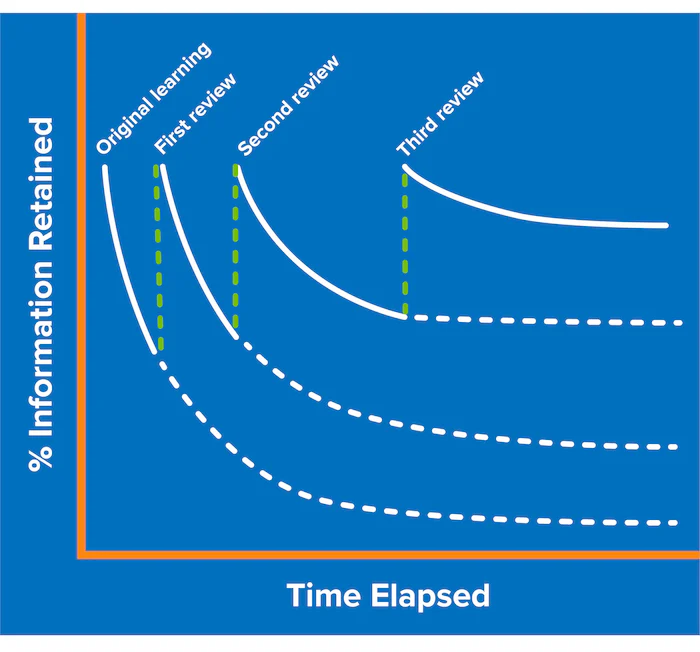 Original learning
First review
Second review
Third review
% Information Retained
Time Elapsed